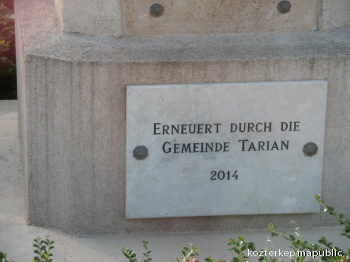 ERNEUERT DURCH DIE
GEMEINDE TARIAN
2014
kozterkep.mapublic